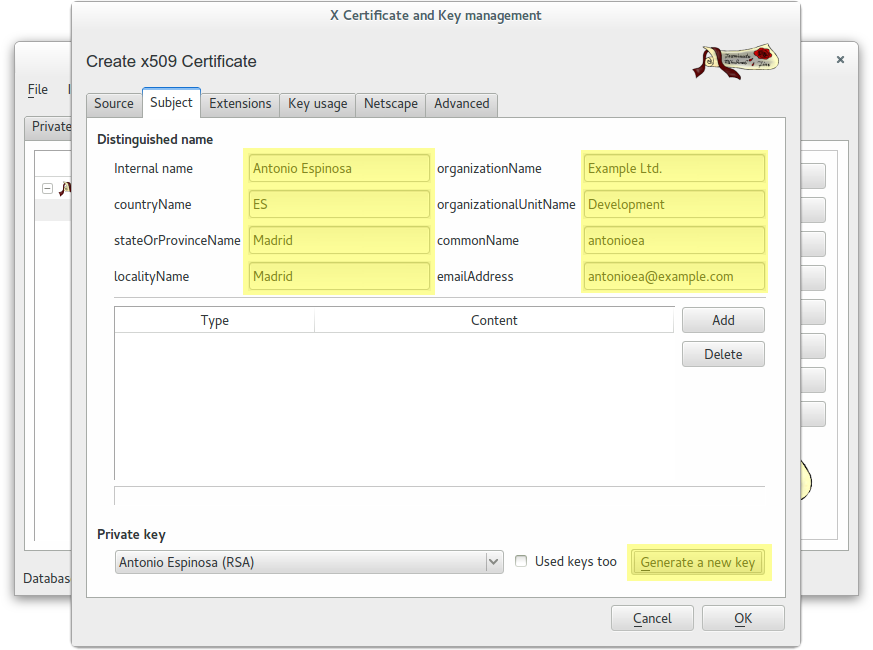 X Certificate and Key management
Create x509 Certificate
File
Private
Source Subject Extensions Key usage Netscape Advanced
Distinguished name
Internal name Antonio Espinosa organizationName Example Ltd.
countryName ES organizationalUnitName Development
stateOrProvinceName Madrid commonName antonioea
localityName Madrid emailAddress antonioea@example.com
Type Content Add
Delete
Private key
Antonio Espinosa (RSA) Used keys too Generate a new key
Databas
Cancel OK